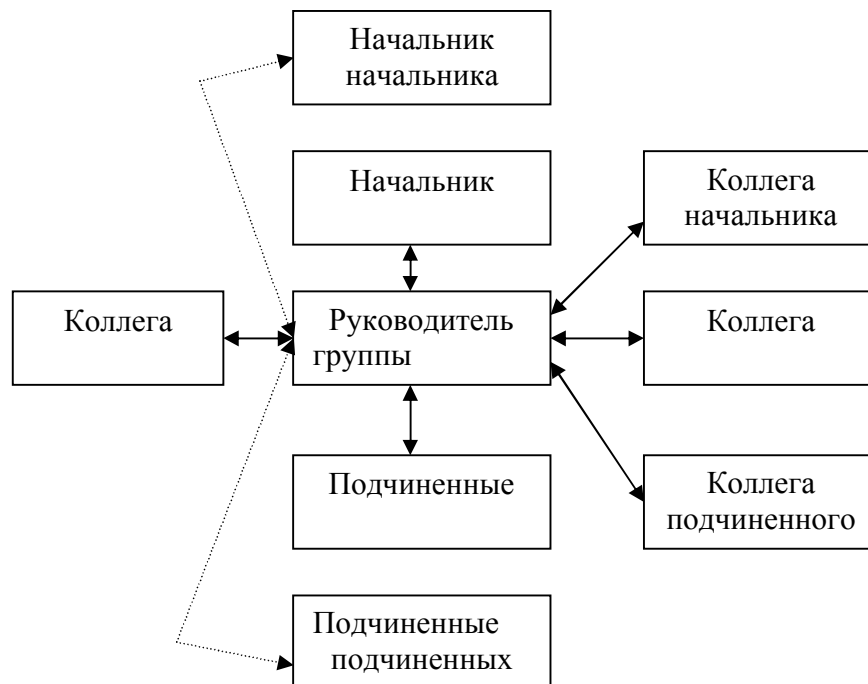 Начальник
начальника
Начальник
Коллега
начальника
Коллега
Руководитель
группы
Коллега
Подчиненные
Коллега
подчиненного
Подчиненные
подчиненных